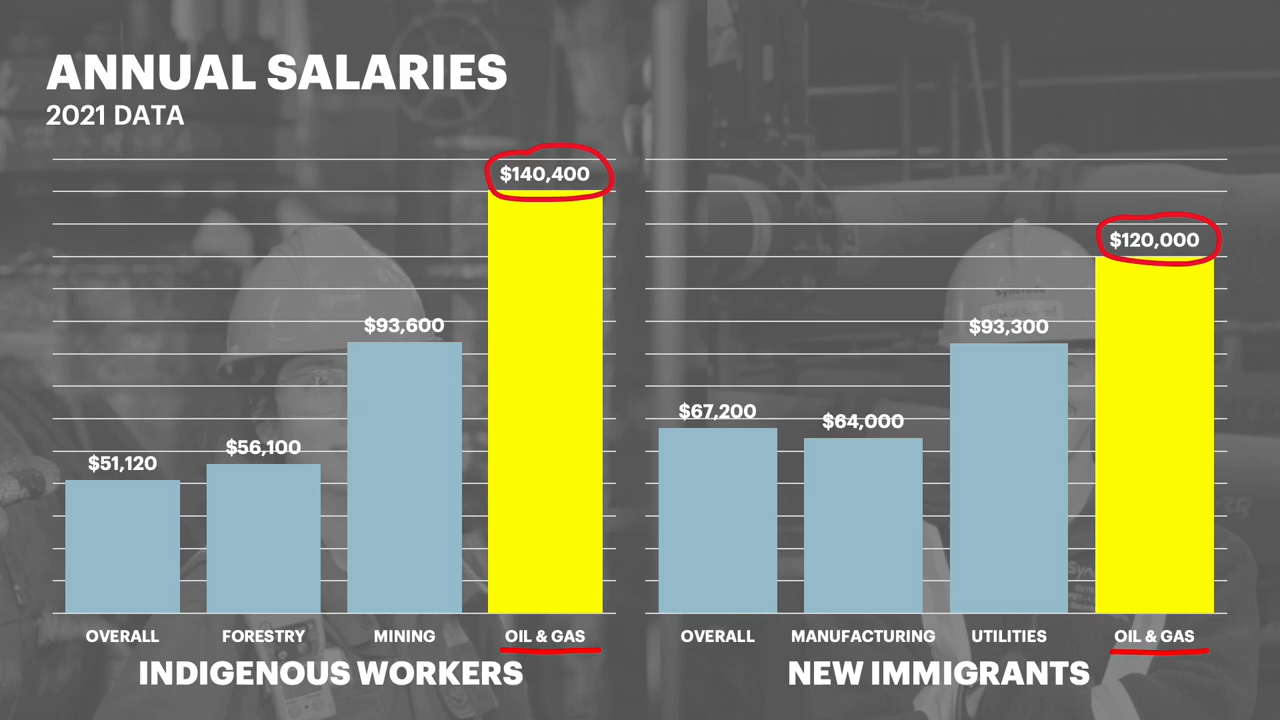 ANNUAL SALARIES
2021 DATA
$140,400
$93,600
$56,100
$51,120
OVERALL FORESTRY MINING OIL & GAS
INDIGENOUS WORKERS
$120,000
$93,300
$67,200
$64,000
OVERALL MANUFACTURING UTILITIES OIL & GAS
NEW IMMIGRANTS